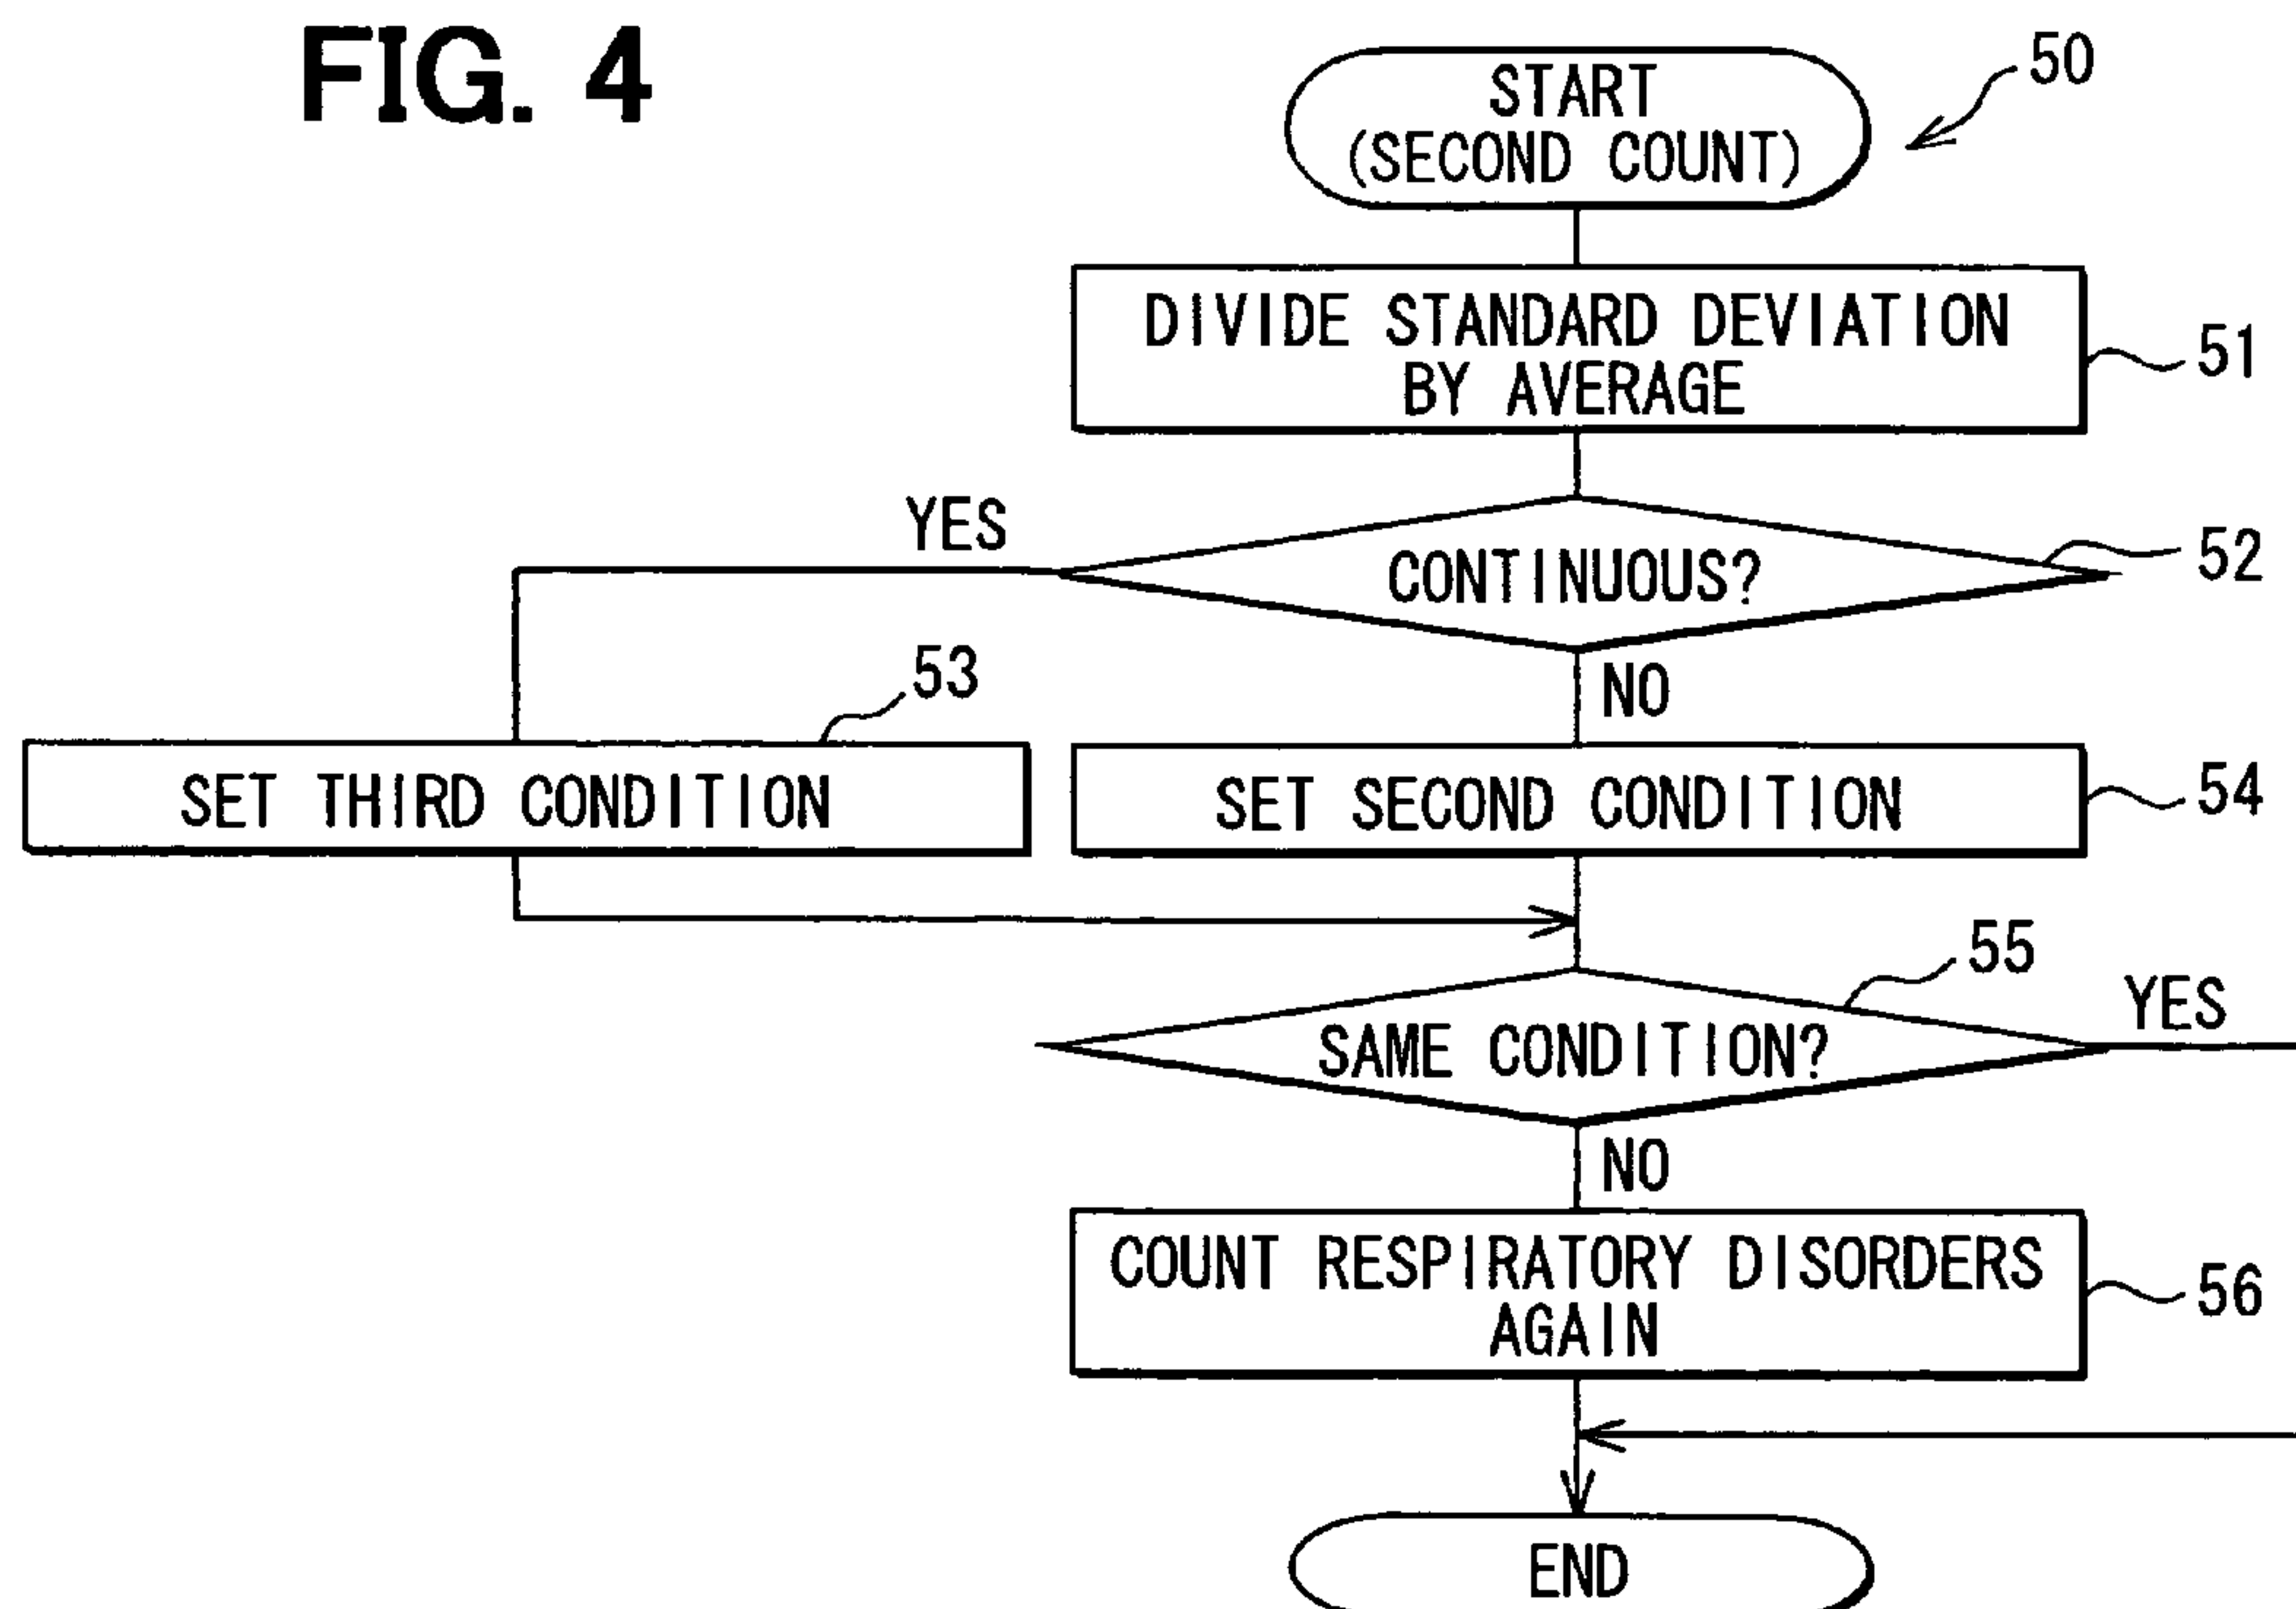 FIG. 4
START
(SECOND COUNT)
50
DIVIDE STANDARD DEVIATION
BY AVERAGE
51
YES
CONTINUOUS?
52
NO
53
SET THIRD CONDITION
SET SECOND CONDITION
54
55
SAME CONDITION?
YES
NO
COUNT RESPIRATORY DISORDERS
AGAIN
56
END